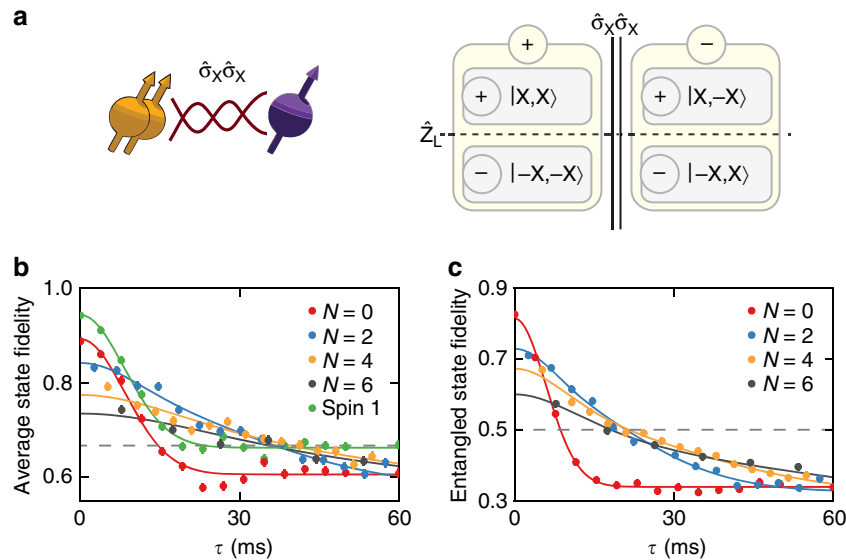 a
σ̂xσ̂x
σ̂xσ̂x
+
−
+ |X,X⟩
+ |X,−X⟩
Ẑ_L
− |−X,−X⟩
− |−X,X⟩
b
Average state fidelity
1.0
0.8
0.6
N = 0
N = 2
N = 4
N = 6
Spin 1
0
30
60
τ (ms)
c
Entangled state fidelity
0.9
0.7
0.5
0.3
N = 0
N = 2
N = 4
N = 6
0
30
60
τ (ms)